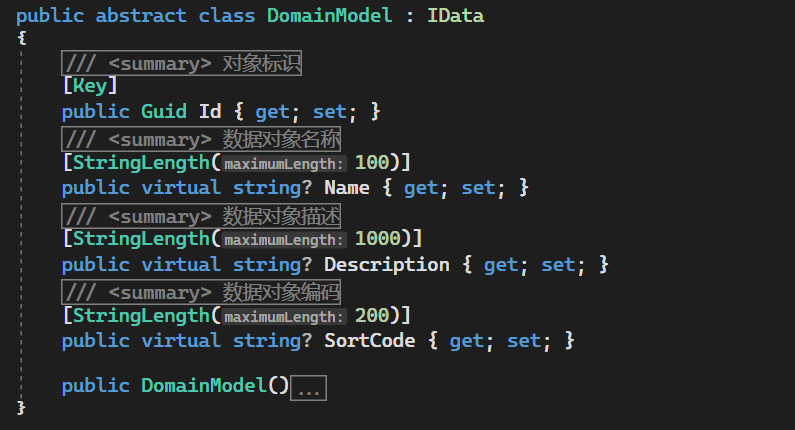 public abstract class DomainModel : IData
{
/// <summary> 对象标识
[Key]
public Guid Id { get; set; }
/// <summary> 数据对象名称
[StringLength(maximumLength: 100)]
public virtual string? Name { get; set; }
/// <summary> 数据对象描述
[StringLength(maximumLength: 1000)]
public virtual string? Description { get; set; }
/// <summary> 数据对象编码
[StringLength(maximumLength: 200)]
public virtual string? SortCode { get; set; }
public DomainModel()...
}